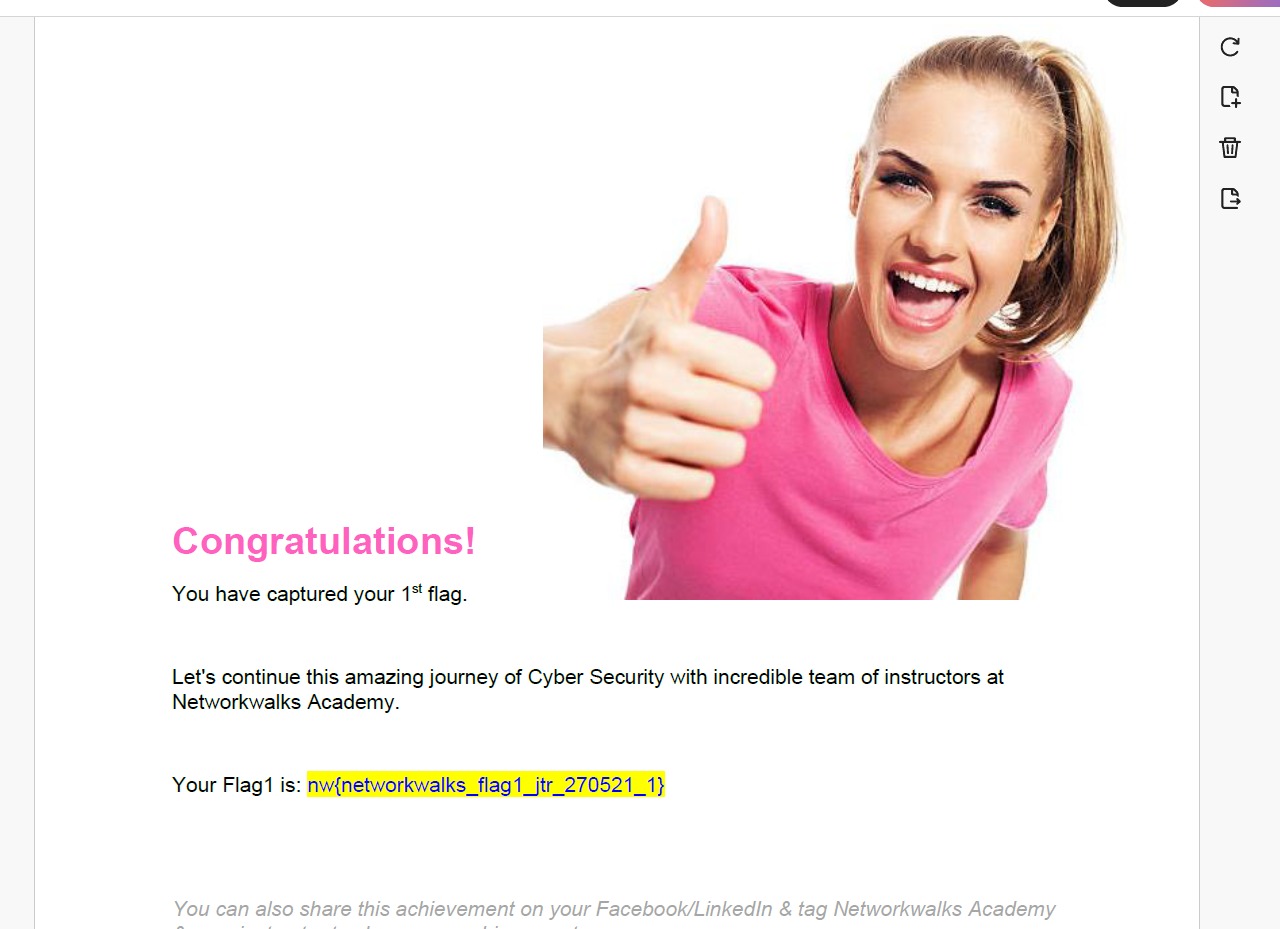 Congratulations!
You have captured your 1st flag.
Let's continue this amazing journey of Cyber Security with incredible team of instructors at
Networkwalks Academy.
Your Flag1 is: nw{networkwalks_flag1_jtr_270521_1}
You can also share this achievement on your Facebook/LinkedIn & tag Networkwalks Academy